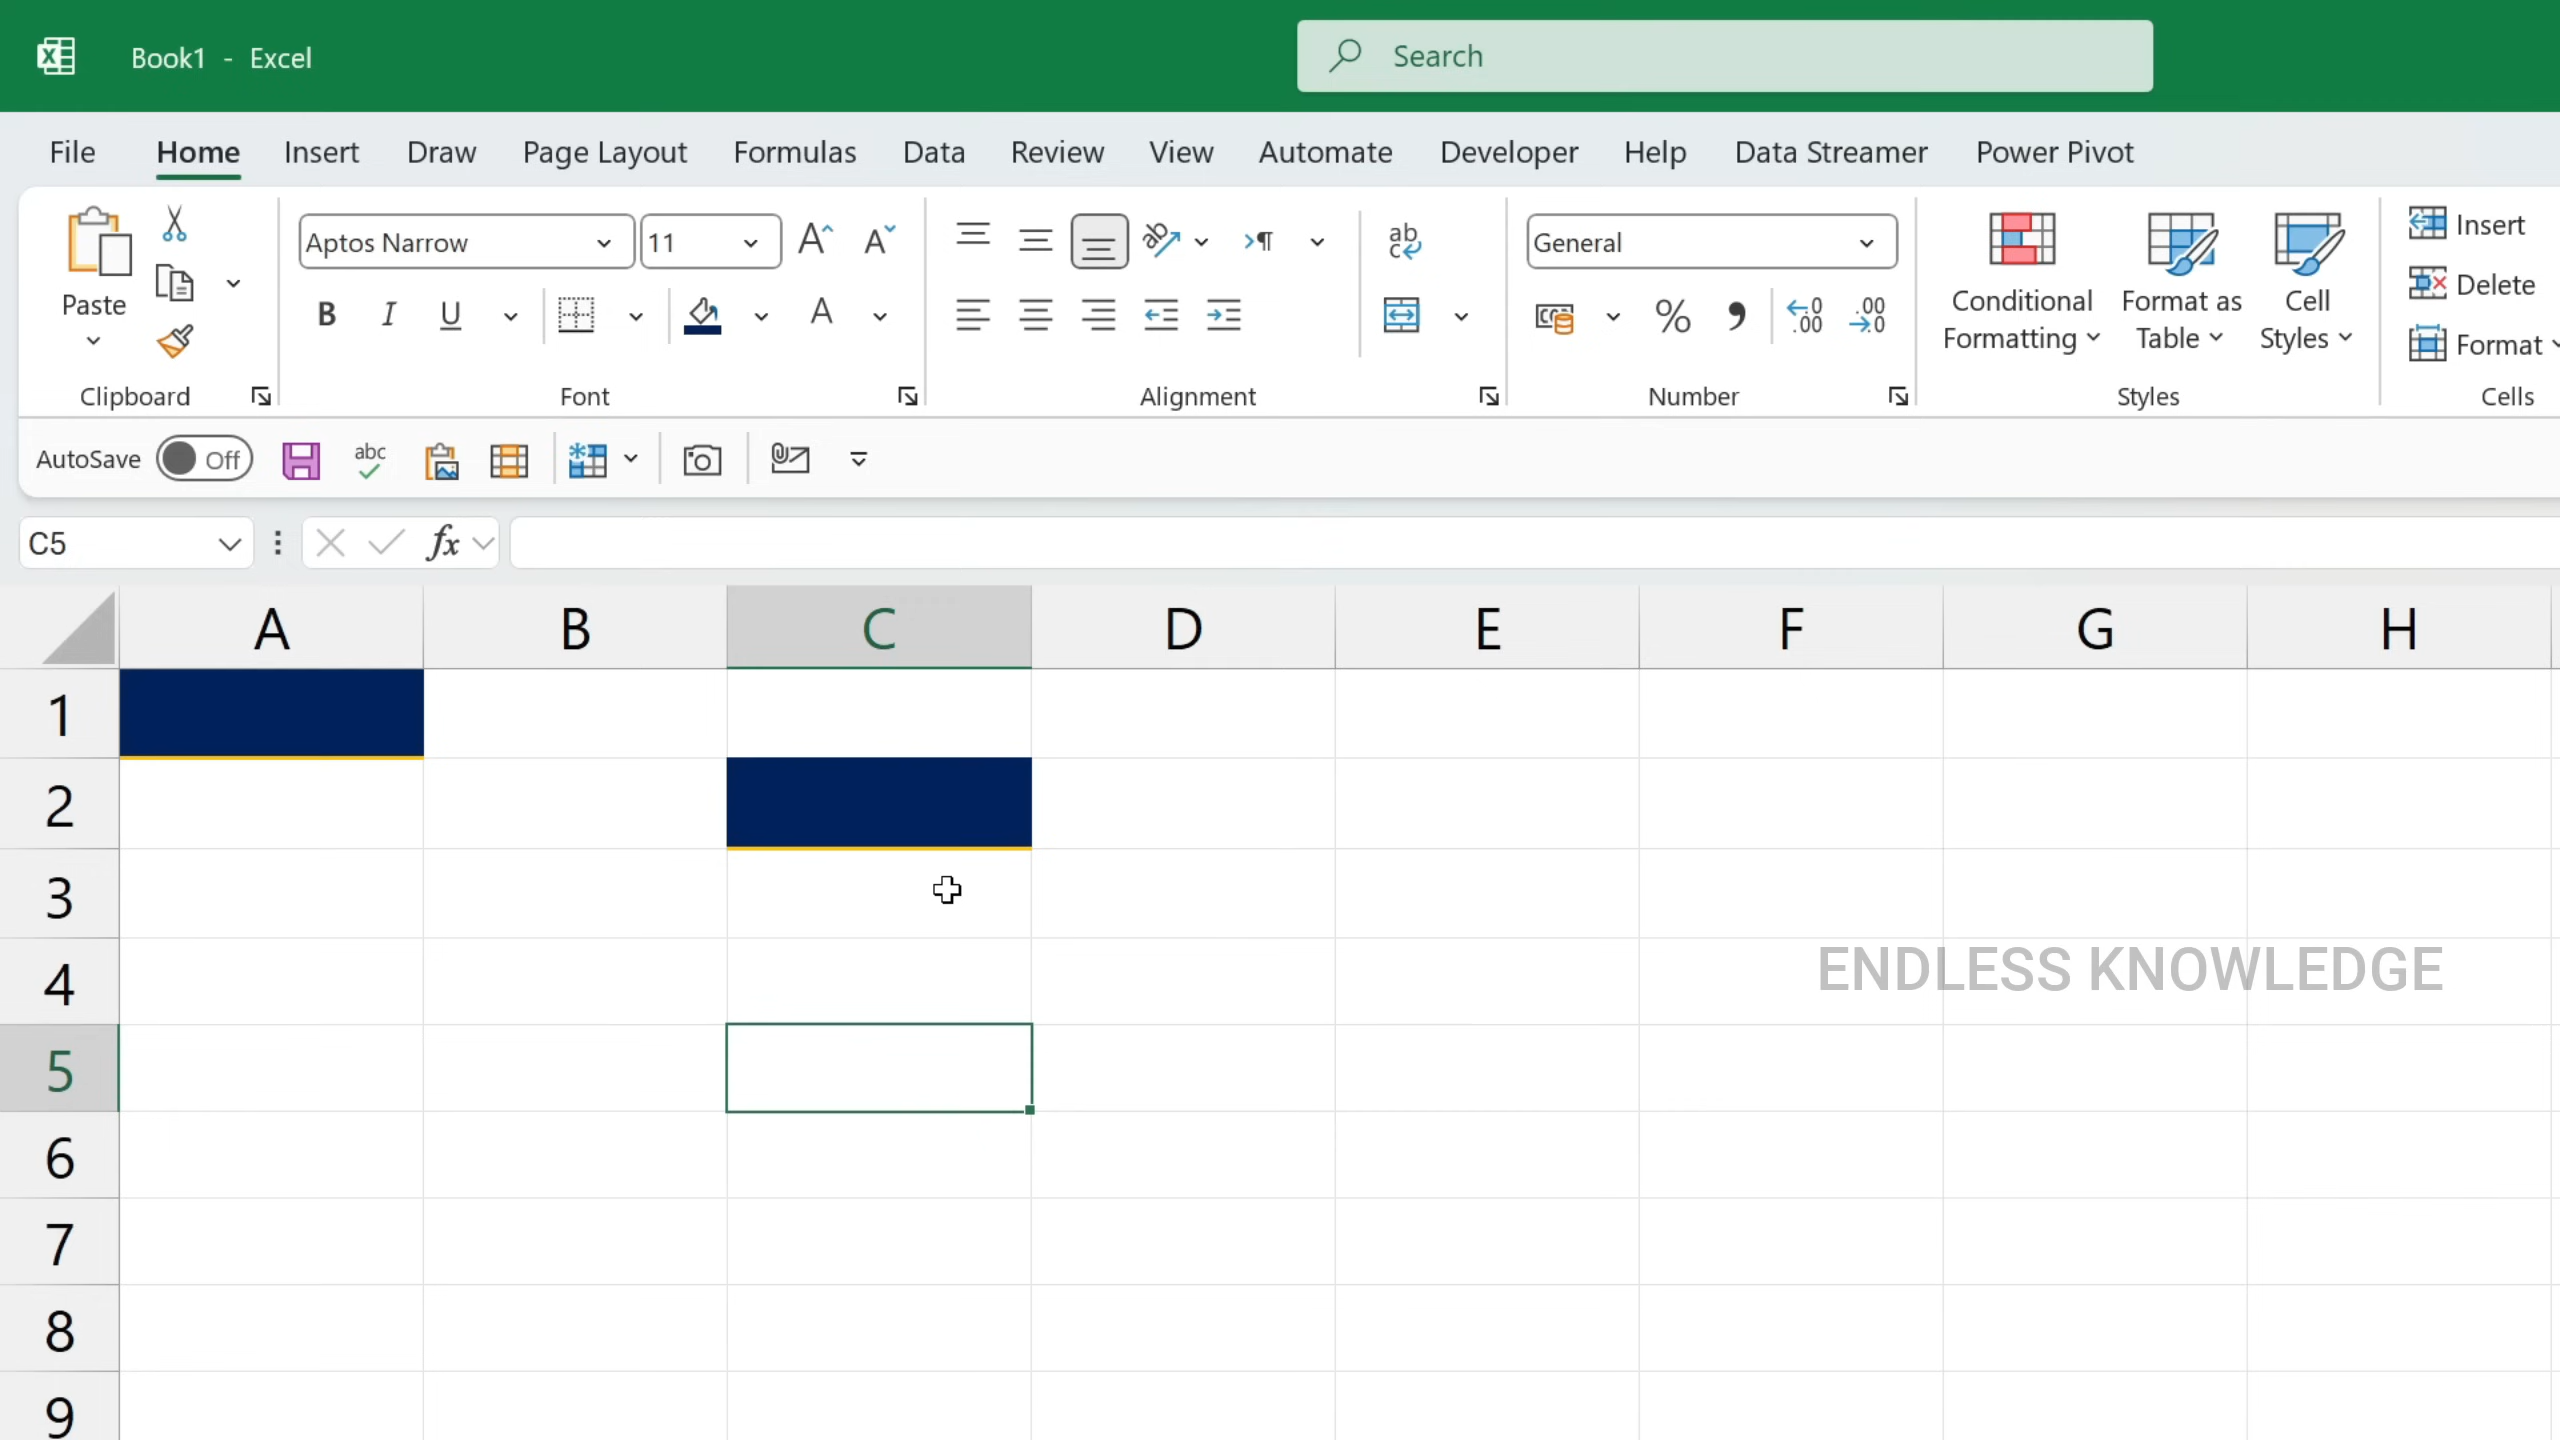 Book1 - Excel
Search
File Home Insert Draw Page Layout Formulas Data Review View Automate Developer Help Data Streamer Power Pivot
Aptos Narrow 11 General
Paste
B I U A
Conditional Formatting
Format as Table
Cell Styles
Insert
Delete
Format
Clipboard Font Alignment Number Styles Cells
AutoSave Off
C5 fx
A B C D E F G H
1
2
3
4
ENDLESS KNOWLEDGE
5
6
7
8
9